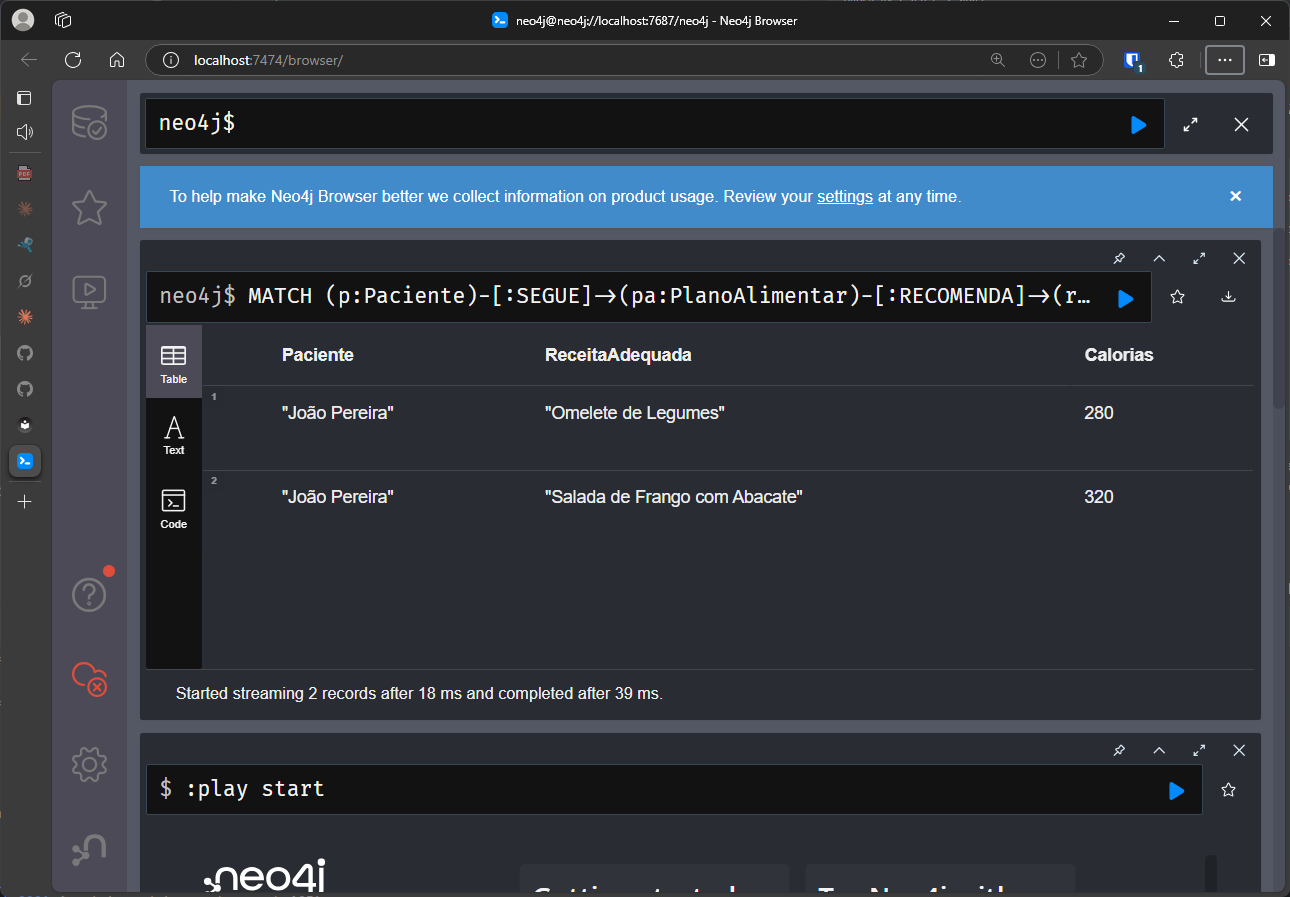 neo4j@neo4j://localhost:7687/neo4j - Neo4j Browser
localhost:7474/browser/
1
PDF
neo4j$
To help make Neo4j Browser better we collect information on product usage. Review your settings at any time.
neo4j$ MATCH (p:Paciente)-[:SEGUE]->(pa:PlanoAlimentar)-[:RECOMENDA]->(r…
Table
Text
Code
Paciente ReceitaAdequada Calorias
1 "João Pereira" "Omelete de Legumes" 280
2 "João Pereira" "Salada de Frango com Abacate" 320
Started streaming 2 records after 18 ms and completed after 39 ms.
$ :play start
neo4j